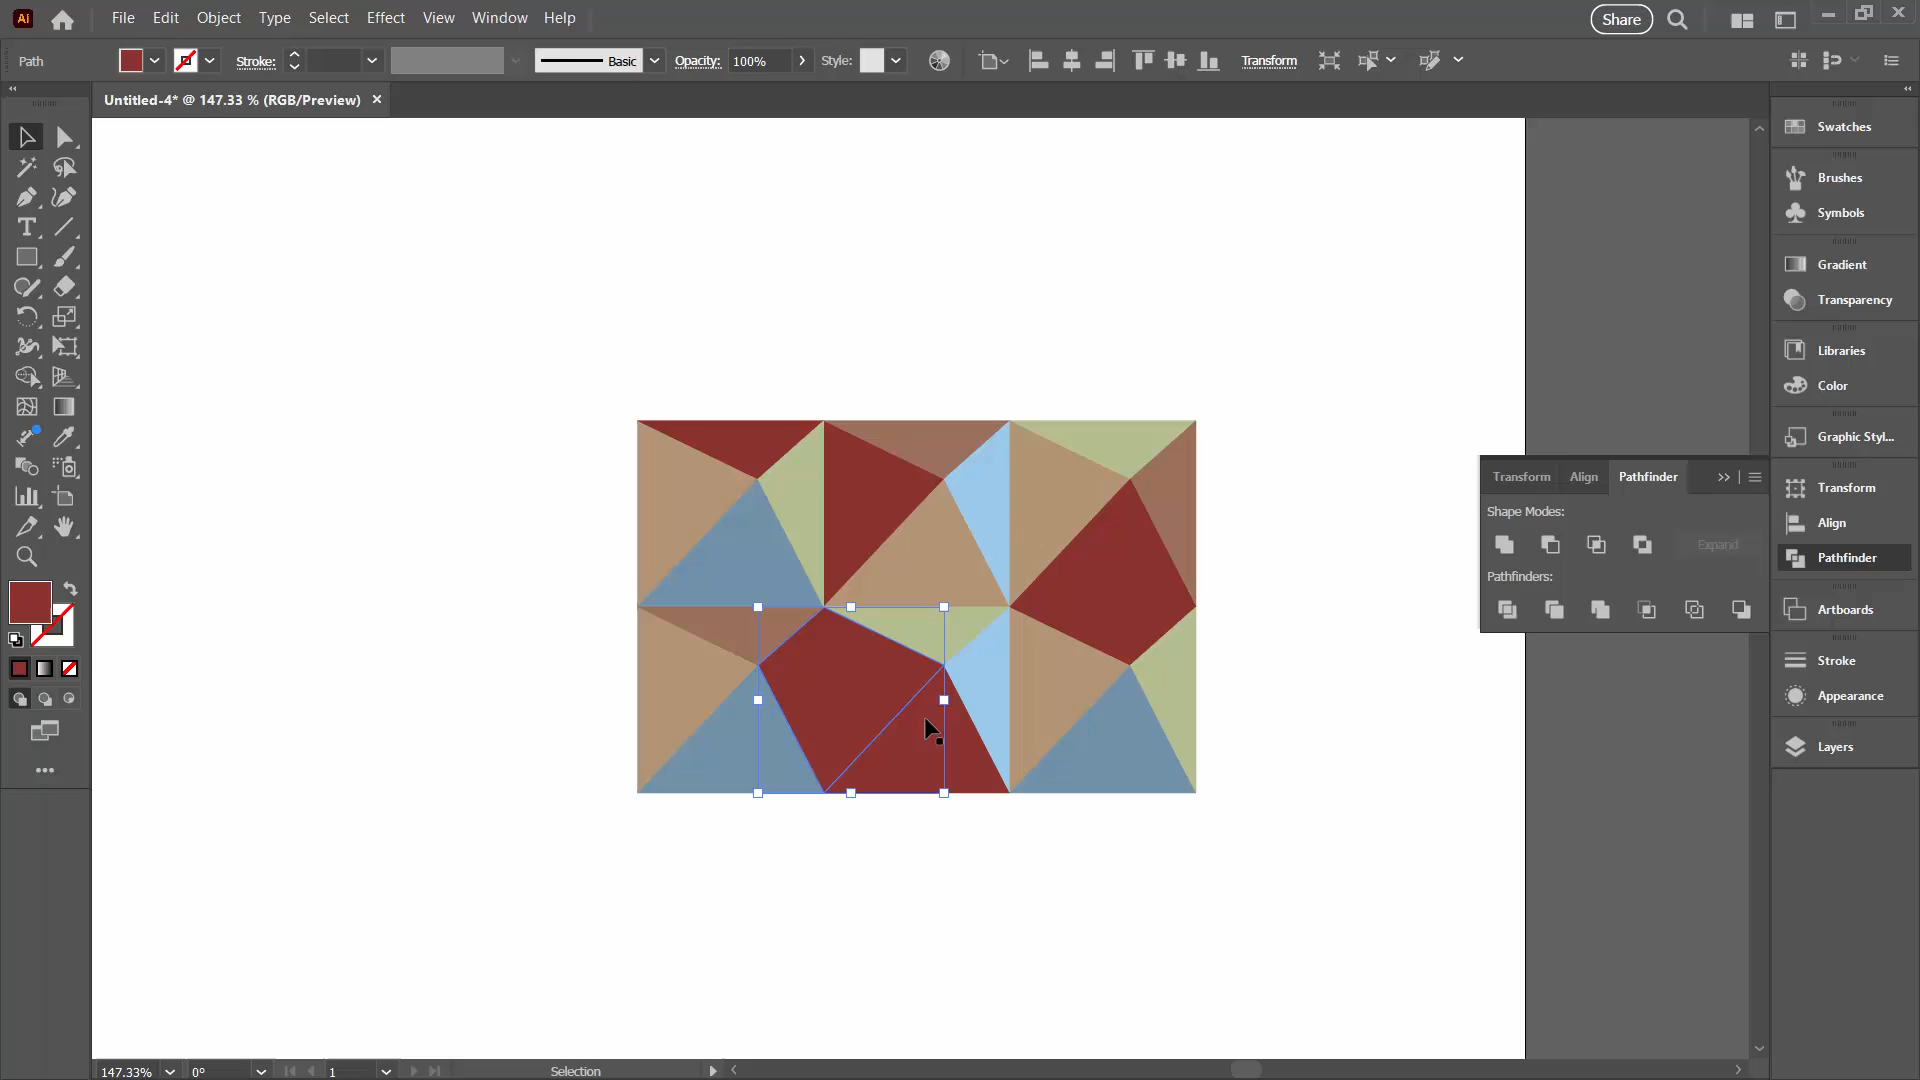 Ai
File Edit Object Type Select Effect View Window Help
Share
Path
Stroke:
Basic
Opacity: 100%
Style:
Transform
Untitled-4* @ 147.33 % (RGB/Preview)
Swatches
Brushes
Symbols
Gradient
Transparency
Libraries
Color
Graphic Styl...
Transform
Align
Pathfinder
Artboards
Stroke
Appearance
Layers
Transform Align Pathfinder
Shape Modes:
Expand
Pathfinders:
147.33% 0° 1 Selection